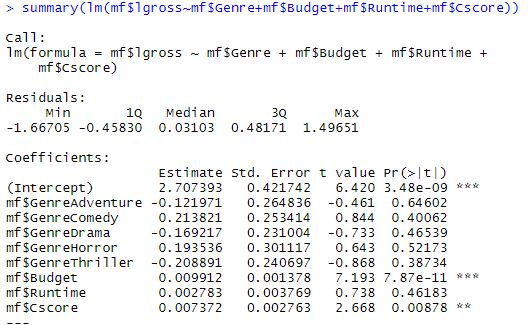 > summary(lm(mf$lgross~mf$Genre+mf$Budget+mf$Runtime+mf$Cscore))
Call:
lm(formula = mf$lgross ~ mf$Genre + mf$Budget + mf$Runtime +
    mf$Cscore)
Residuals:
     Min       1Q   Median       3Q      Max
-1.66705 -0.45830  0.03103  0.48171  1.49651
Coefficients:
                   Estimate Std. Error t value Pr(>|t|)
(Intercept)        2.707393   0.421742   6.420 3.48e-09 ***
mf$GenreAdventure -0.121971   0.264836  -0.461  0.64602
mf$GenreComedy     0.213821   0.253414   0.844  0.40062
mf$GenreDrama     -0.169217   0.231004  -0.733  0.46539
mf$GenreHorror     0.193536   0.301117   0.643  0.52173
mf$GenreThriller  -0.208891   0.240697  -0.868  0.38734
mf$Budget          0.009912   0.001378   7.193 7.87e-11 ***
mf$Runtime         0.002783   0.003769   0.738  0.46183
mf$Cscore          0.007372   0.002763   2.668  0.00878 **
---